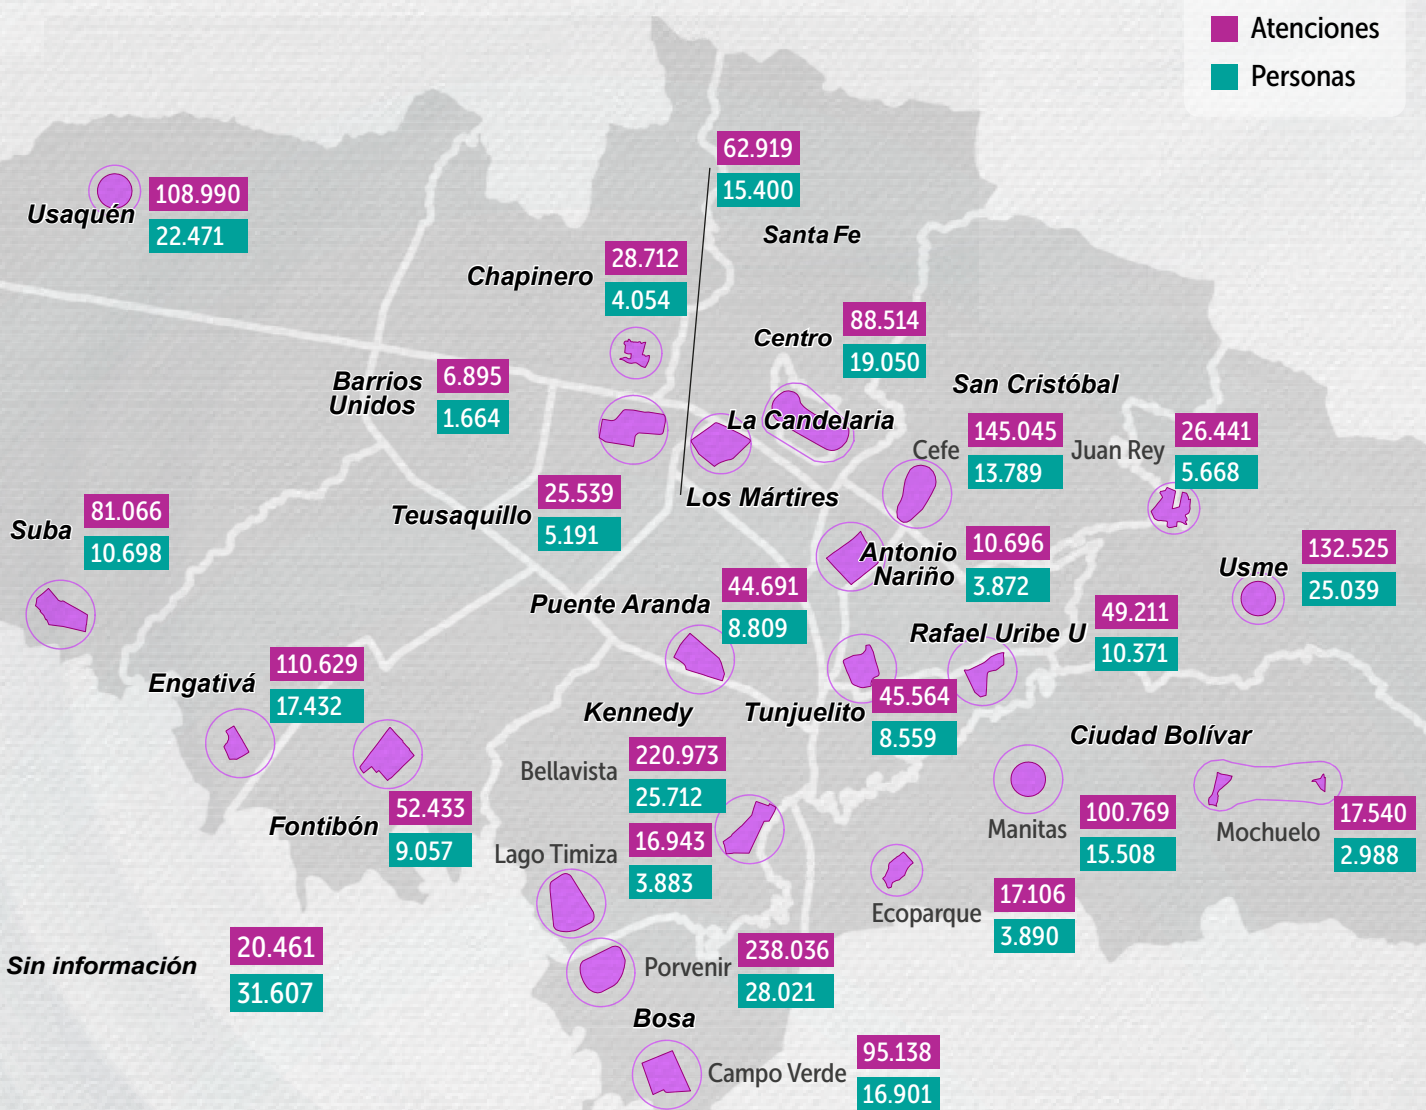 Atenciones
Personas
62.919
15.400
Santa Fe
Usaquén
108.990
22.471
Chapinero
28.712
4.054
Centro
88.514
19.050
Barrios
Unidos
6.895
1.664
La Candelaria
San Cristóbal
Cefe
145.045
13.789
Juan Rey
26.441
5.668
Teusaquillo
25.539
5.191
Los Mártires
Suba
81.066
10.698
Antonio
Nariño
10.696
3.872
Usme
132.525
25.039
Puente Aranda
44.691
8.809
Rafael Uribe U
49.211
10.371
Engativá
110.629
17.432
Kennedy
Bellavista
220.973
25.712
Lago Timiza
16.943
3.883
Tunjuelito
45.564
8.559
Ciudad Bolívar
Manitas
100.769
15.508
Mochuelo
17.540
2.988
Ecoparque
17.106
3.890
Fontibón
52.433
9.057
Sin información
20.461
31.607
Porvenir
238.036
28.021
Bosa
Campo Verde
95.138
16.901